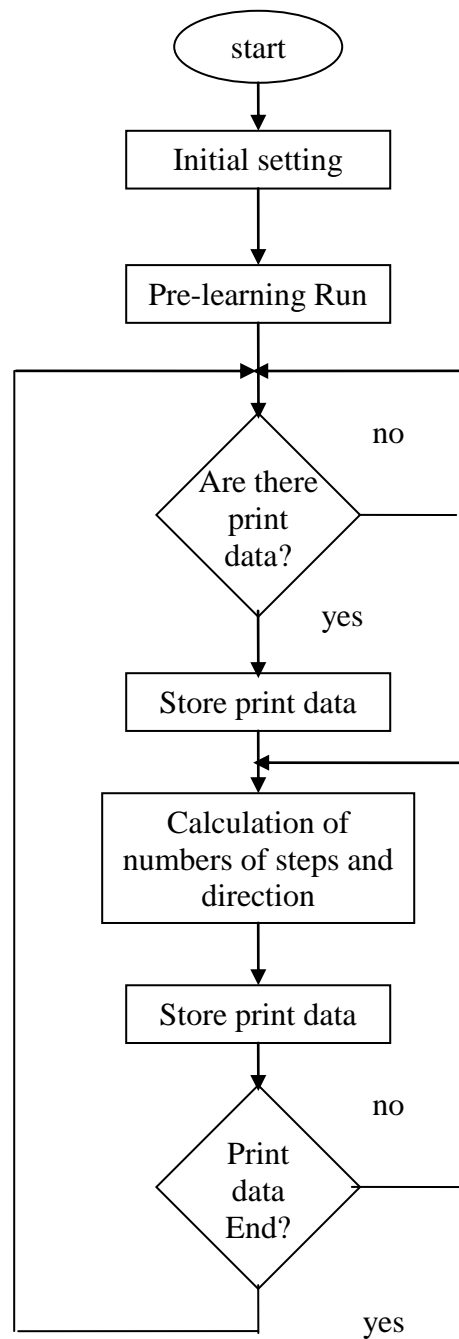 start
Initial setting
Pre-learning Run
no
Are there
print
data?
yes
Store print data
Calculation of
numbers of steps and
direction
Store print data
no
Print
data
End?
yes